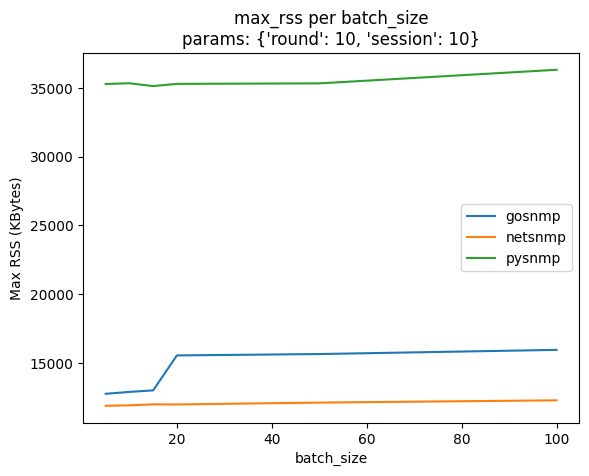 max_rss per batch_size
params: {'round': 10, 'session': 10}
Max RSS (KBytes)
35000
30000
25000
20000
15000
gosnmp
netsnmp
pysnmp
20
40
60
80
100
batch_size